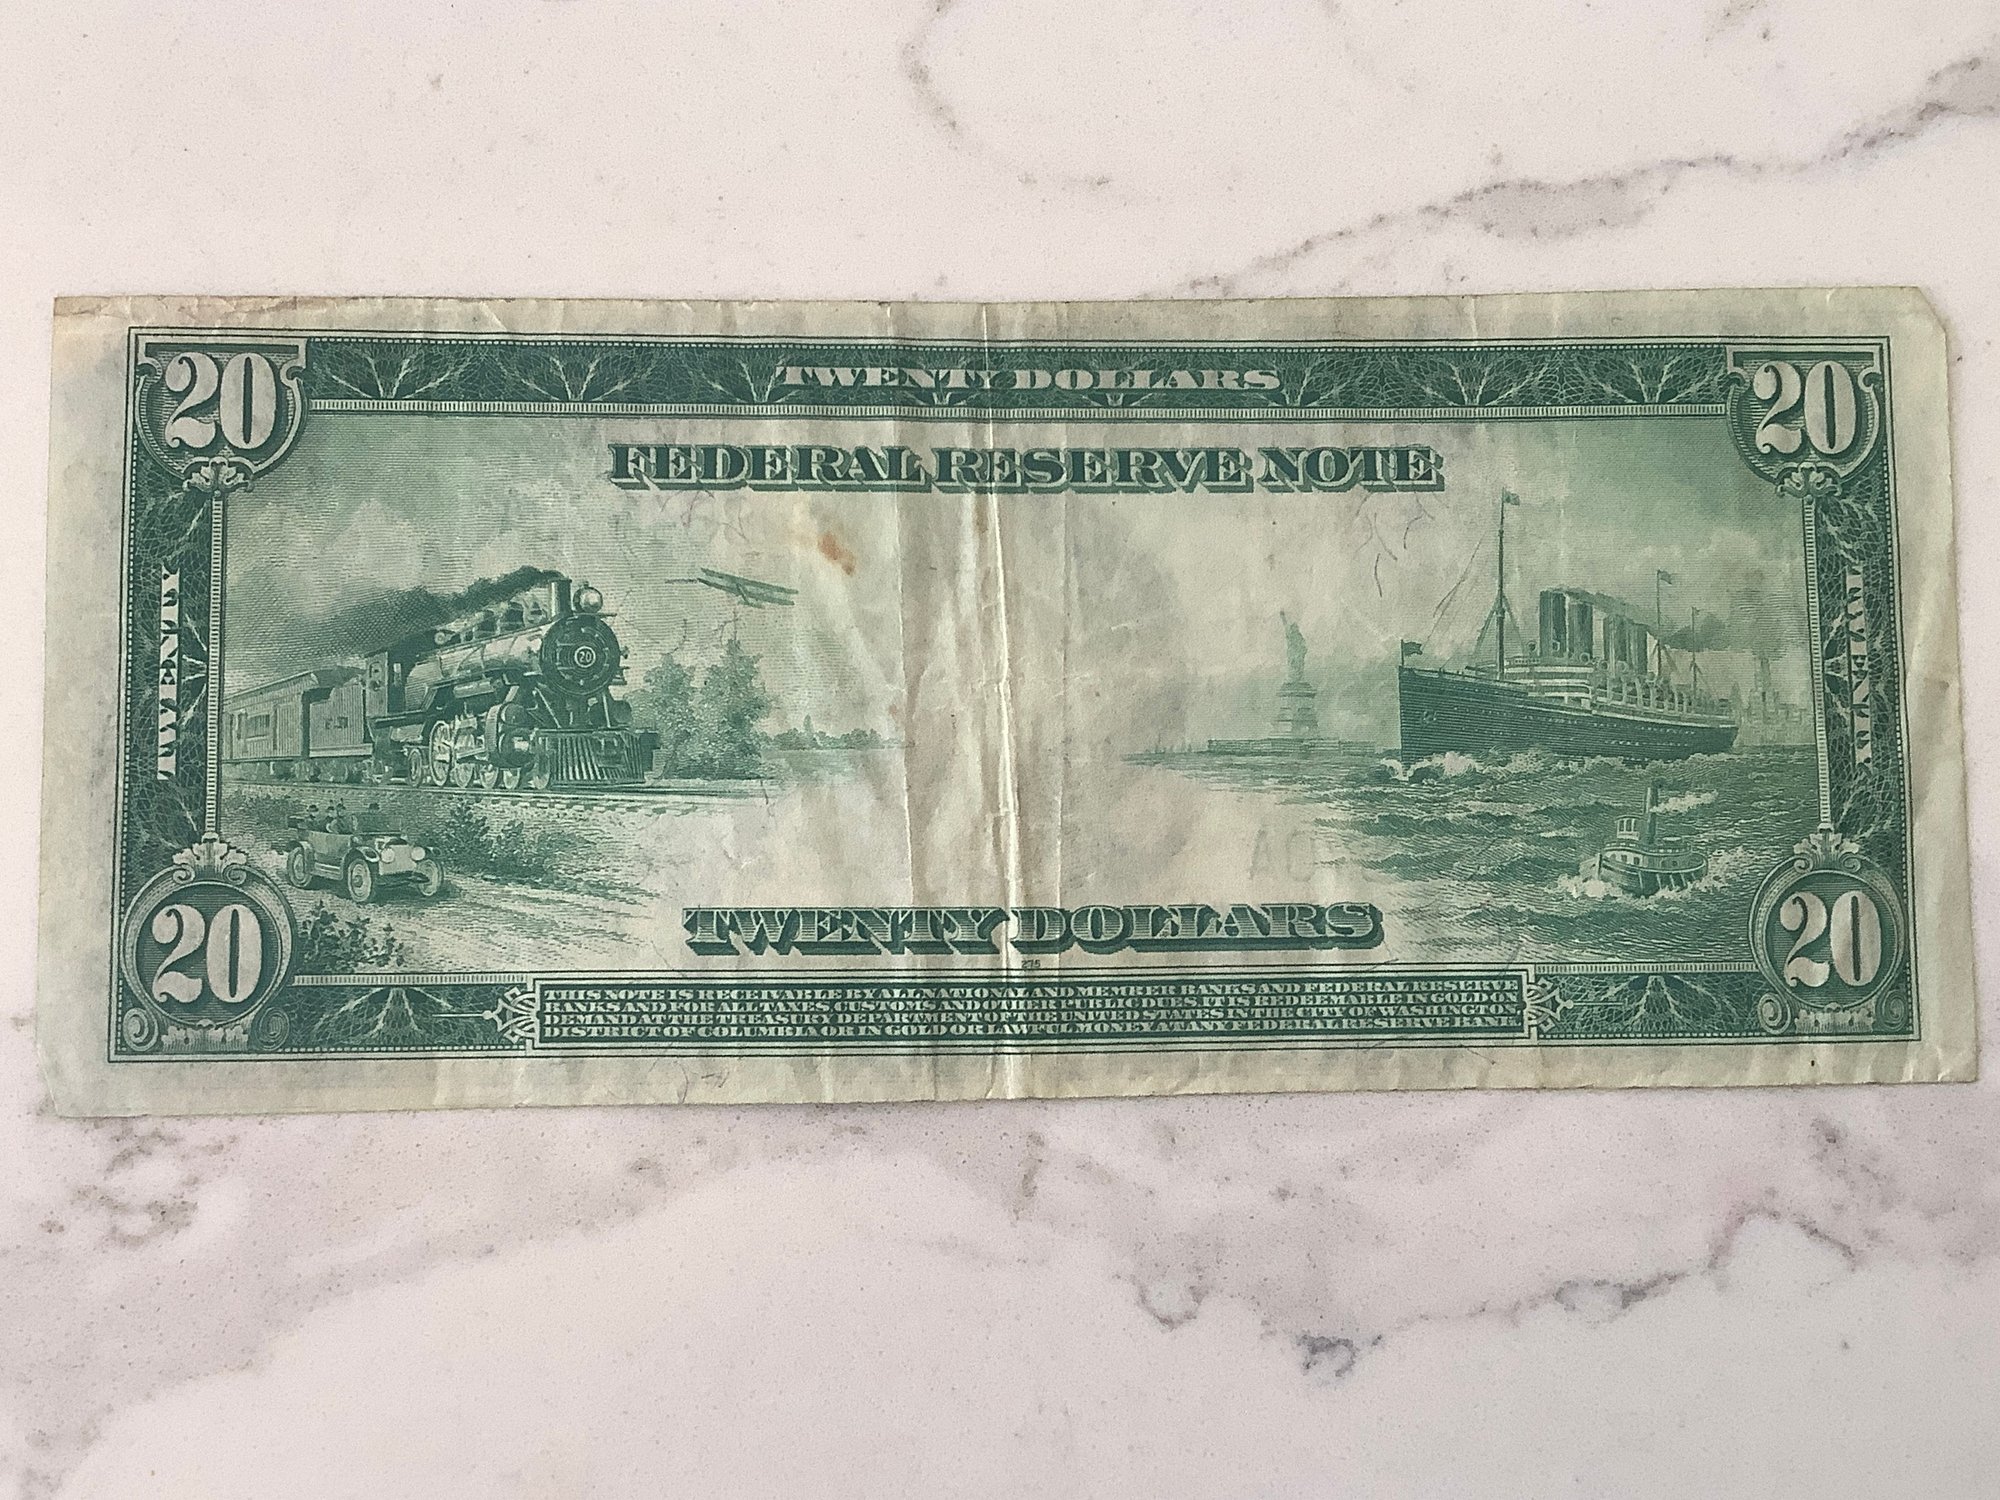 20 TWENTY DOLLARS 20
FEDERAL RESERVE NOTE
TWENTY
TWENTY
20
TWENTY DOLLARS
275
20
20
THIS NOTE IS RECEIVABLE BY ALL NATIONAL AND MEMBER BANKS AND FEDERAL RESERVE
BANKS AND FOR ALL TAXES, CUSTOMS AND OTHER PUBLIC DUES. IT IS REDEEMABLE IN GOLD ON
DEMAND AT THE TREASURY DEPARTMENT OF THE UNITED STATES IN THE CITY OF WASHINGTON,
DISTRICT OF COLUMBIA OR IN GOLD OR LAWFUL MONEY AT ANY FEDERAL RESERVE BANK.